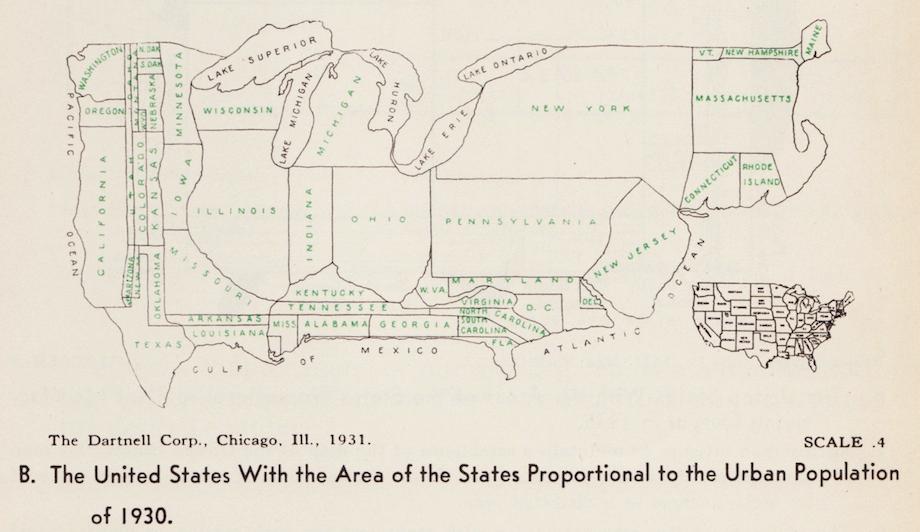 WASHINGTON
OREGON
CALIFORNIA
PACIFIC
OCEAN
N. DAK.
S. DAK.
NEBRASKA
COLORADO
KANSAS
OKLAHOMA
ARIZONA
TEXAS
MINNESOTA
IOWA
MISSOURI
ARKANSAS
LOUISIANA
LAKE SUPERIOR
WISCONSIN
LAKE MICHIGAN
MICHIGAN
LAKE HURON
LAKE ERIE
LAKE ONTARIO
ILLINOIS
INDIANA
OHIO
KENTUCKY
TENNESSEE
MISS.
ALABAMA
GEORGIA
NEW YORK
PENNSYLVANIA
NEW JERSEY
W. VA.
MARYLAND
VIRGINIA
D. C.
DEL.
NORTH CAROLINA
SOUTH
CAROLINA
FLA.
VT.
NEW HAMPSHIRE
MAINE
MASSACHUSETTS
CONNECTICUT
RHODE
ISLAND
GULF OF MEXICO
ATLANTIC OCEAN
The Dartnell Corp., Chicago, Ill., 1931.
SCALE .4
B. The United States With the Area of the States Proportional to the Urban Population
of 1930.